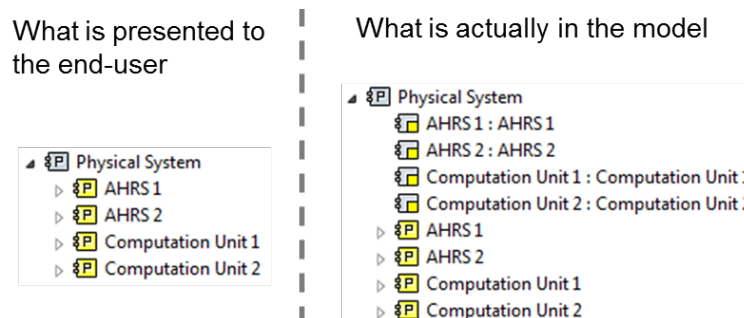 What is presented to
the end-user
Physical System
AHRS 1
AHRS 2
Computation Unit 1
Computation Unit 2
What is actually in the model
Physical System
AHRS 1 : AHRS 1
AHRS 2 : AHRS 2
Computation Unit 1 : Computation Unit 1
Computation Unit 2 : Computation Unit 2
AHRS 1
AHRS 2
Computation Unit 1
Computation Unit 2